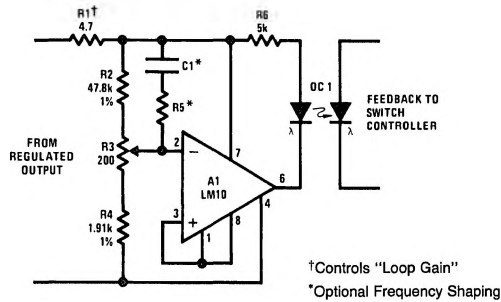 R1†
4.7
R6
5k
C1*
OC 1
R2
47.8k
1%
R5*
FEEDBACK TO
SWITCH
CONTROLLER
λ
λ
FROM
REGULATED
OUTPUT
R3
200
2
−
7
A1
LM10
6
4
3
+
8
1
R4
1.91k
1%
†Controls "Loop Gain"
*Optional Frequency Shaping